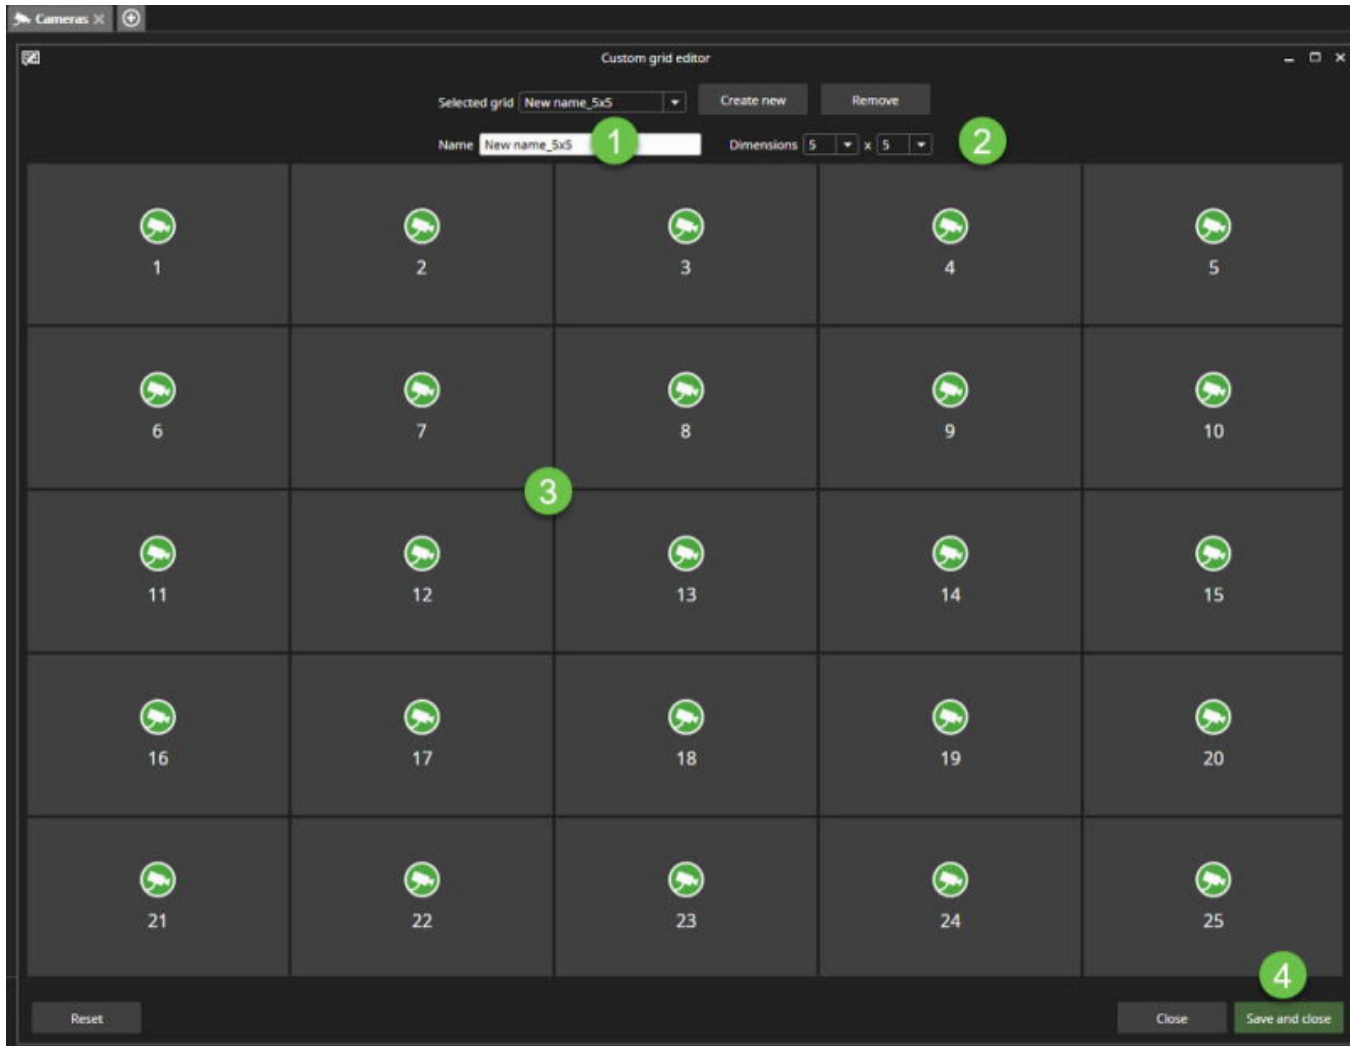 Cameras
Custom grid editor
Selected grid New name_5x5 Create new Remove
Name New name_5x5 1 Dimensions 5 x 5 2
1 2 3 4 5
6 7 8 9 10
3
11 12 13 14 15
16 17 18 19 20
21 22 23 24 25
4
Reset Close Save and close